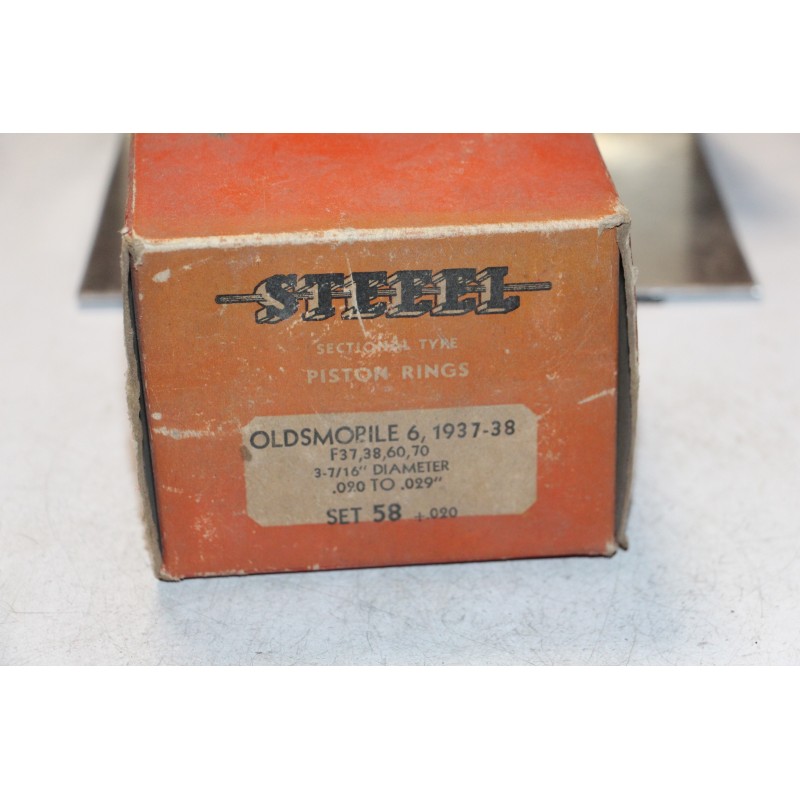 STEEEL
SECTIONAL TYPE
PISTON RINGS
OLDSMOBILE 6, 1937-38
F37,38,60,70
3-7/16" DIAMETER
.020 TO .029"
SET 58 +.020